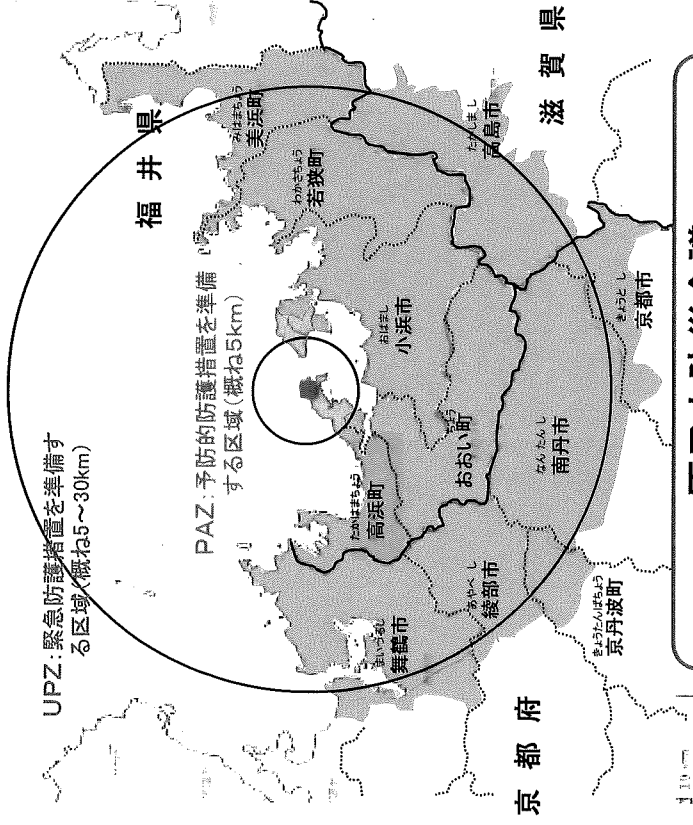 UPZ:緊急防護措置を準備す
る区域(概ね5～30km)
PAZ:予防的防護措置を準備
する区域(概ね5km)
福井県
みはまちょう
美浜町
わかさちょう
若狭町
おばまし
小浜市
たかはまちょう
高浜町
おおい町
ちょう
たかしまし
高島市
滋賀県
まいづるし
舞鶴市
あやべし
綾部市
なんたんし
南丹市
きょうとし
京都市
きょうたんばちょう
京丹波町
京都府